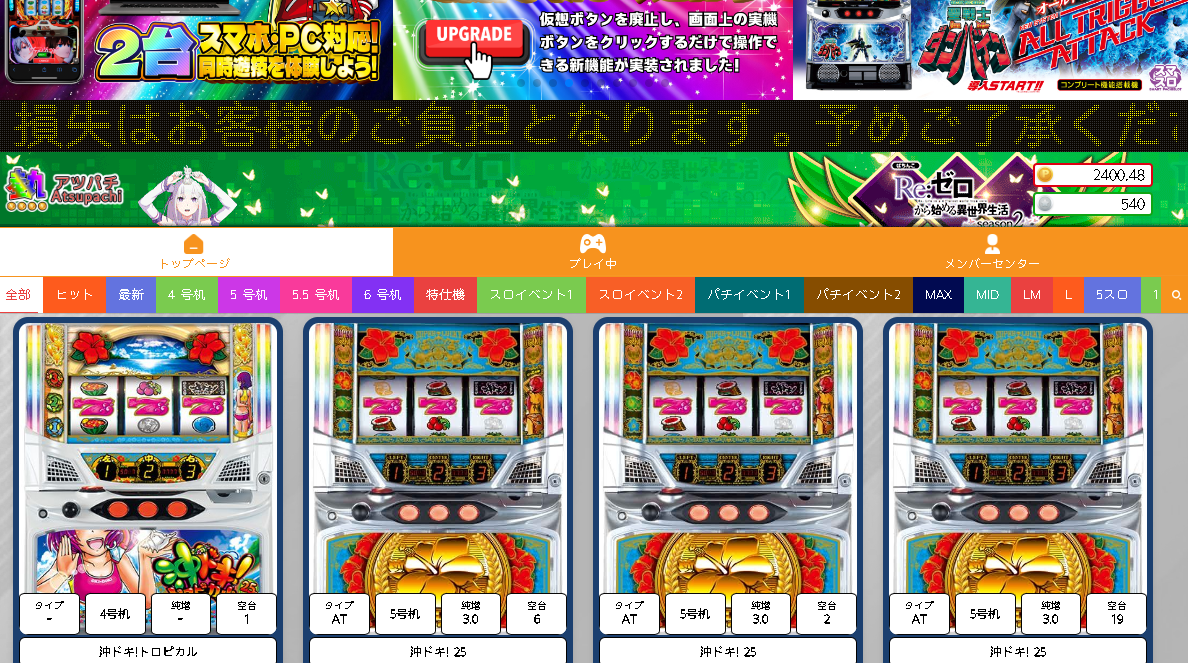 2台
スマホ・PC対応!
同時遊技を体験しよう!
UPGRADE
仮想ボタンを廃止し、画面上の実機
ボタンをクリックするだけで操作で
きる新機能が実装されました!
ダンバイン
ALL TRIGGER
ATTACK
導入START!!
コンプリート機能搭載機
スマスロ
損失はお客様のご負担となります。予めご了承くださ
アツパチ
Atsupachi
Re:ゼロ
から始める異世界生活
season2
2400.48
540
トップページ
プレイ中
メンバーセンター
全部 ヒット 最新 4 号机 5 号机 5.5 号机 6 号机 特仕機 スロイベント1 スロイベント2 パチイベント1 パチイベント2 MAX MID LM L 5スロ 1
タイプ
-
4号机
純増
-
空台
1
沖ドキ!トロピカル
タイプ
AT
5号机
純増
3.0
空台
6
沖ドキ! 25
タイプ
AT
5号机
純増
3.0
空台
2
沖ドキ! 25
タイプ
AT
5号机
純増
3.0
空台
19
沖ドキ! 25